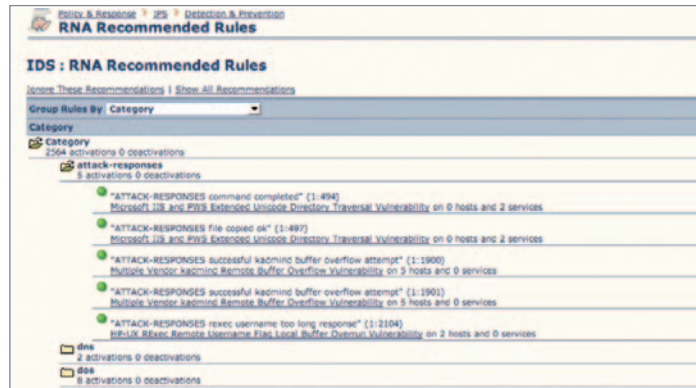 Policy & Response > IPS > Detection & Prevention
RNA Recommended Rules
IDS : RNA Recommended Rules
Ignore These Recommendations | Show All Recommendations
Group Rules By Category
Category
Category
2564 activations 0 deactivations
attack-responses
5 activations 0 deactivations
"ATTACK-RESPONSES command completed" (1:494)
Microsoft IIS and PWS Extended Unicode Directory Traversal Vulnerability on 0 hosts and 2 services
"ATTACK-RESPONSES file copied ok" (1:497)
Microsoft IIS and PWS Extended Unicode Directory Traversal Vulnerability on 0 hosts and 2 services
"ATTACK-RESPONSES successful kadmind buffer overflow attempt" (1:1900)
Multiple Vendor kadmind Remote Buffer Overflow Vulnerability on 5 hosts and 0 services
"ATTACK-RESPONSES successful kadmind buffer overflow attempt" (1:1901)
Multiple Vendor kadmind Remote Buffer Overflow Vulnerability on 5 hosts and 0 services
"ATTACK-RESPONSES rexec username too long response" (1:2104)
HP-UX RExec Remote Username Flag Local Buffer Overrun Vulnerability on 2 hosts and 0 services
dns
2 activations 0 deactivations
dos
8 activations 0 deactivations